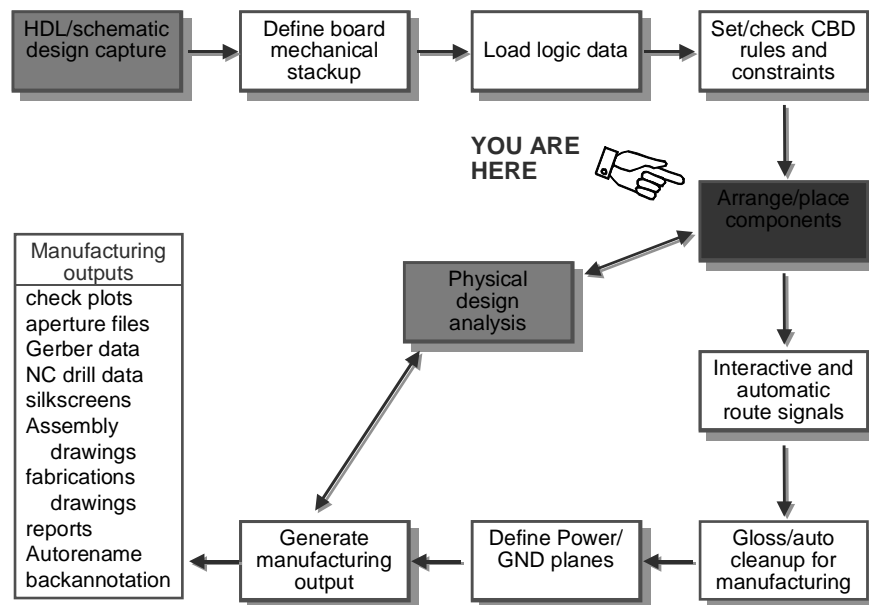 HDL/schematic
design capture
Define board
mechanical
stackup
Load logic data
Set/check CBD
rules and
constraints
YOU ARE
HERE
Arrange/place
components
Manufacturing
outputs
check plots
aperture files
Gerber data
NC drill data
silkscreens
Assembly
drawings
fabrications
drawings
reports
Autorename
backannotation
Physical
design
analysis
Interactive and
automatic
route signals
Generate
manufacturing
output
Define Power/
GND planes
Gloss/auto
cleanup for
manufacturing